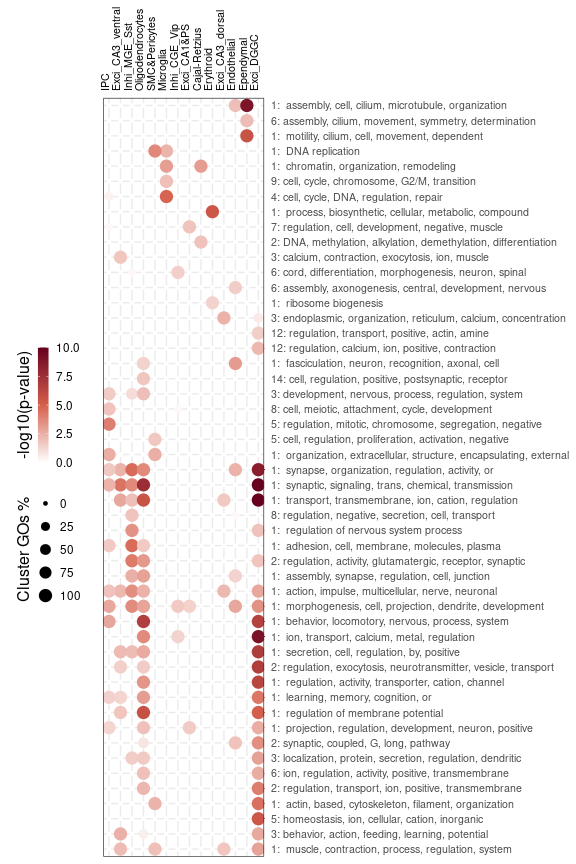 IPC
Exci_CA3_ventral
Inhi_MGE_Sst
Oligodendrocytes
SMC&Pericytes
Microglia
Inhi_CGE_Vip
Exci_CA1&PS
Cajal-Retzius
Erythroid
Exci_CA3_dorsal
Endothelial
Ependymal
Exci_DGGC
1: assembly, cell, cilium, microtubule, organization
6: assembly, cilium, movement, symmetry, determination
1: motility, cilium, cell, movement, dependent
1: DNA replication
1: chromatin, organization, remodeling
9: cell, cycle, chromosome, G2/M, transition
4: cell, cycle, DNA, regulation, repair
1: process, biosynthetic, cellular, metabolic, compound
7: regulation, cell, development, negative, muscle
2: DNA, methylation, alkylation, demethylation, differentiation
3: calcium, contraction, exocytosis, ion, muscle
6: cord, differentiation, morphogenesis, neuron, spinal
6: assembly, axonogenesis, central, development, nervous
1: ribosome biogenesis
3: endoplasmic, organization, reticulum, calcium, concentration
12: regulation, transport, positive, actin, amine
12: regulation, calcium, ion, positive, contraction
1: fasciculation, neuron, recognition, axonal, cell
14: cell, regulation, positive, postsynaptic, receptor
3: development, nervous, process, regulation, system
8: cell, meiotic, attachment, cycle, development
5: regulation, mitotic, chromosome, segregation, negative
5: cell, regulation, proliferation, activation, negative
1: organization, extracellular, structure, encapsulating, external
1: synapse, organization, regulation, activity, or
1: synaptic, signaling, trans, chemical, transmission
1: transport, transmembrane, ion, cation, regulation
8: regulation, negative, secretion, cell, transport
1: regulation of nervous system process
1: adhesion, cell, membrane, molecules, plasma
2: regulation, activity, glutamatergic, receptor, synaptic
1: assembly, synapse, regulation, cell, junction
1: action, impulse, multicellular, nerve, neuronal
1: morphogenesis, cell, projection, dendrite, development
1: behavior, locomotory, nervous, process, system
1: ion, transport, calcium, metal, regulation
1: secretion, cell, regulation, by, positive
2: regulation, exocytosis, neurotransmitter, vesicle, transport
1: regulation, activity, transporter, cation, channel
1: learning, memory, cognition, or
1: regulation of membrane potential
1: projection, regulation, development, neuron, positive
2: synaptic, coupled, G, long, pathway
3: localization, protein, secretion, regulation, dendritic
6: ion, regulation, activity, positive, transmembrane
2: regulation, transport, ion, positive, transmembrane
1: actin, based, cytoskeleton, filament, organization
5: homeostasis, ion, cellular, cation, inorganic
3: behavior, action, feeding, learning, potential
1: muscle, contraction, process, regulation, system
-log10(p-value)
10.0
7.5
5.0
2.5
0.0
Cluster GOs %
0
25
50
75
100